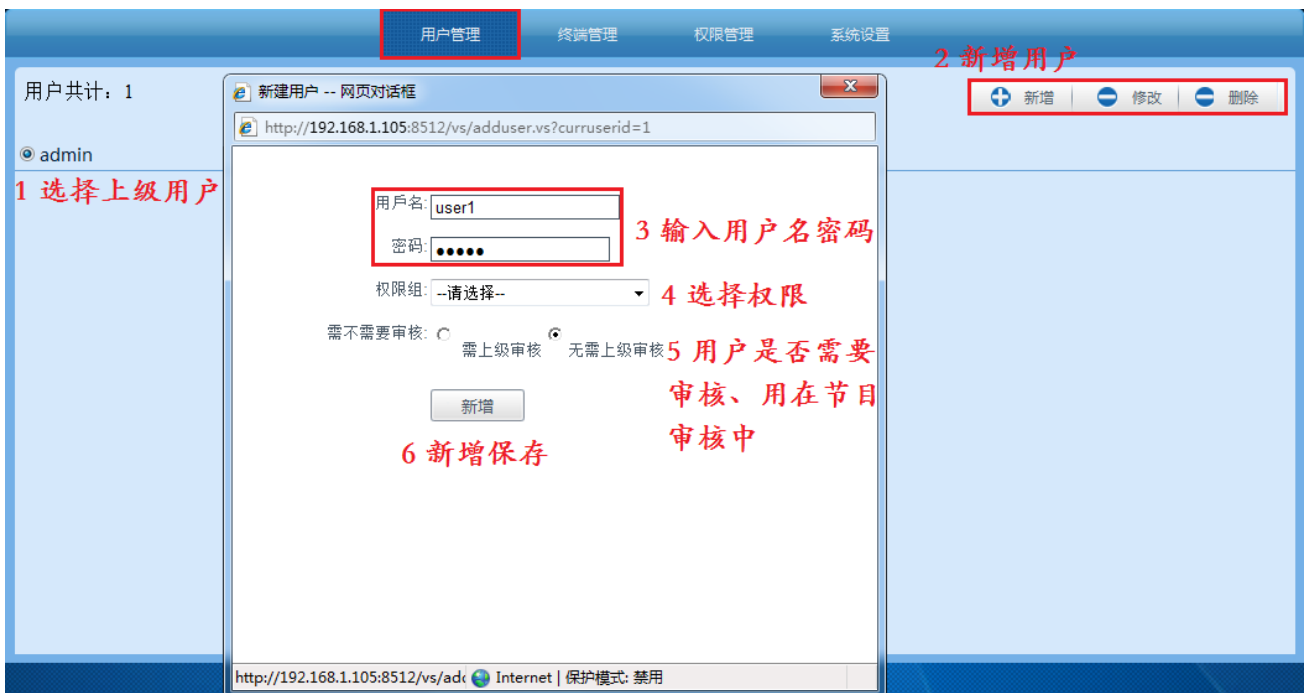 用户管理 终端管理 权限管理 系统设置
2 新增用户
用户共计：1
新建用户 -- 网页对话框
新增 修改 删除
http://192.168.1.105:8512/vs/adduser.vs?curruserid=1
admin
1 选择上级用户
用户名: user1
3 输入用户名密码
密码: ●●●●●
权限组: --请选择--
4 选择权限
需不需要审核: 需上级审核 无需上级审核
5 用户是否需要
审核、用在节目
审核中
新增
6 新增保存
http://192.168.1.105:8512/vs/add Internet | 保护模式: 禁用